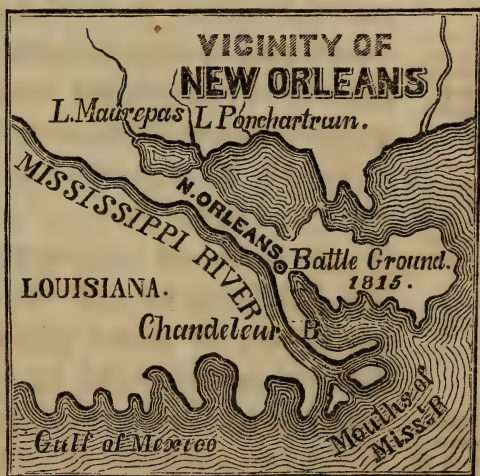 VICINITY OF
NEW ORLEANS
L. Maurepas
L Ponchartrain.
MISSISSIPPI RIVER
N. ORLEANS
Battle Ground.
1815.
LOUISIANA.
Chandeleur B
Gulf of Mexico
Mouths of
Miss. R